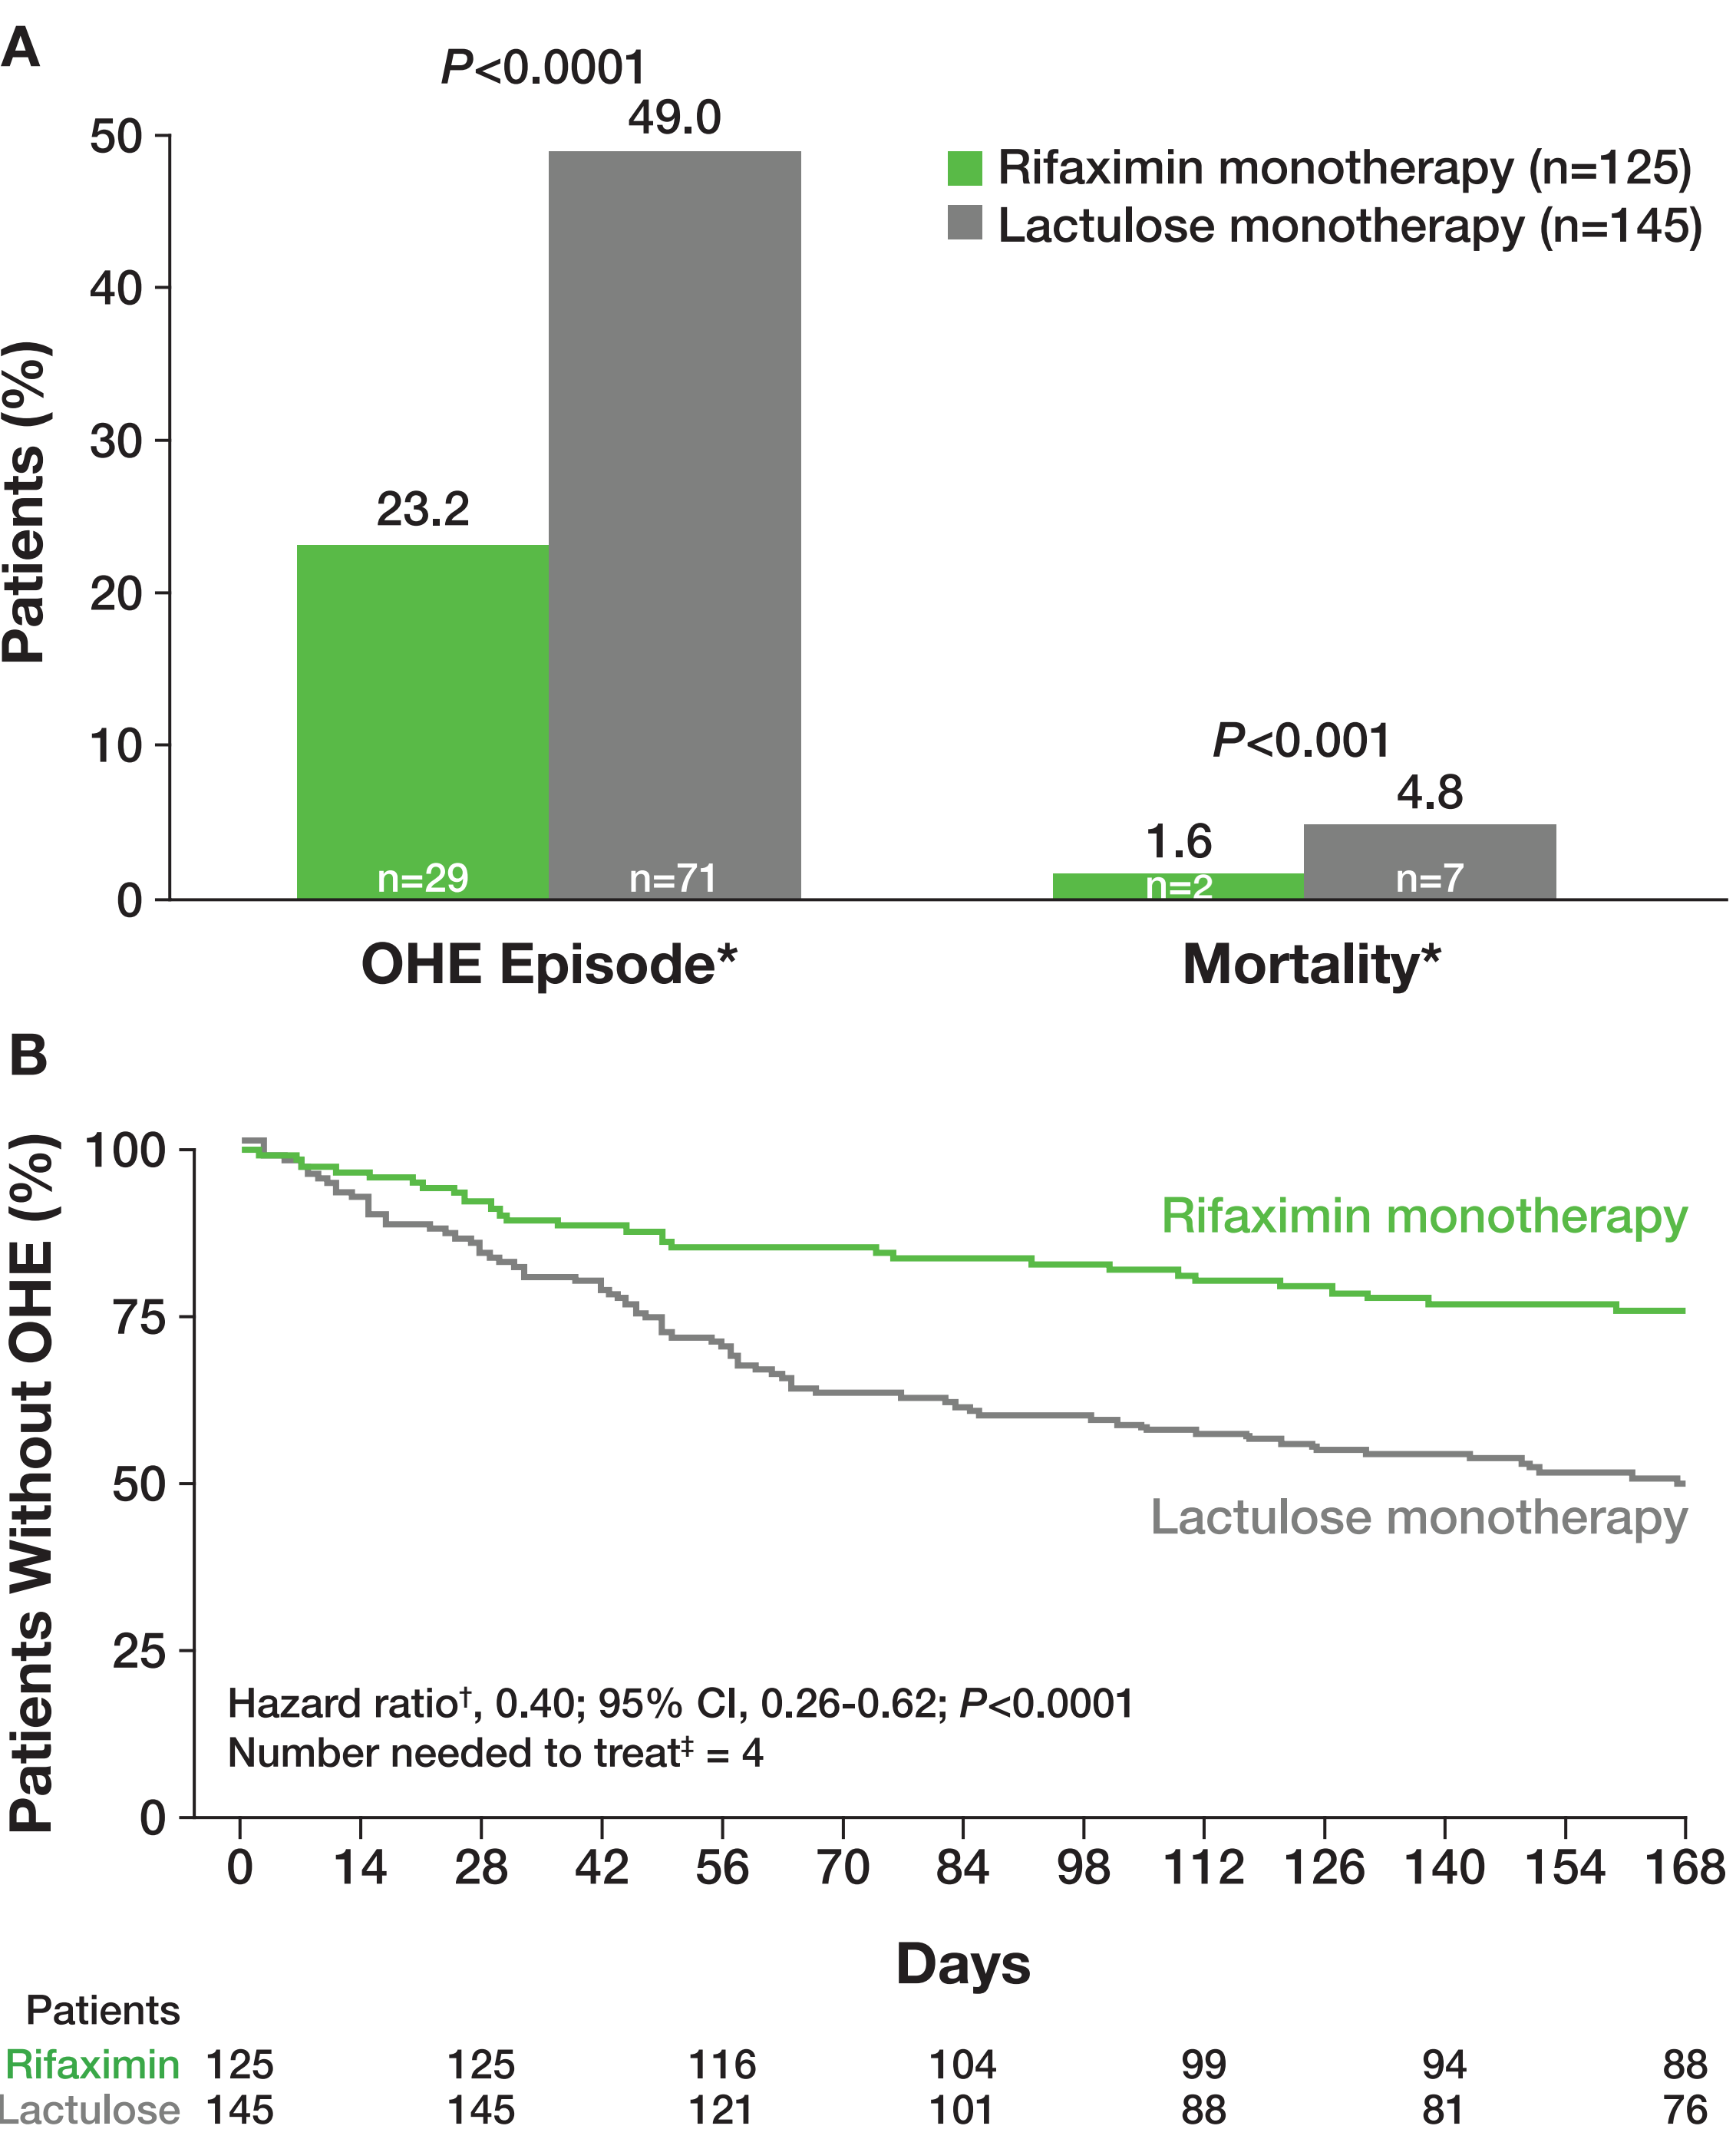 A
P<0.0001
49.0
50
Rifaximin monotherapy (n=125)
Lactulose monotherapy (n=145)
40
30
23.2
20
10
0
Patients (%)
P<0.001
4.8
1.6
n=29
n=71
n=2
n=7
OHE Episode*
Mortality*
B
Patients Without OHE (%)
100
75
50
25
0
Rifaximin monotherapy
Lactulose monotherapy
Hazard ratio†, 0.40; 95% CI, 0.26-0.62; P<0.0001
Number needed to treat‡ = 4
0 14 28 42 56 70 84 98 112 126 140 154 168
Days
Patients
Rifaximin 125 125 116 104 99 94 88
Lactulose 145 145 121 101 88 81 76